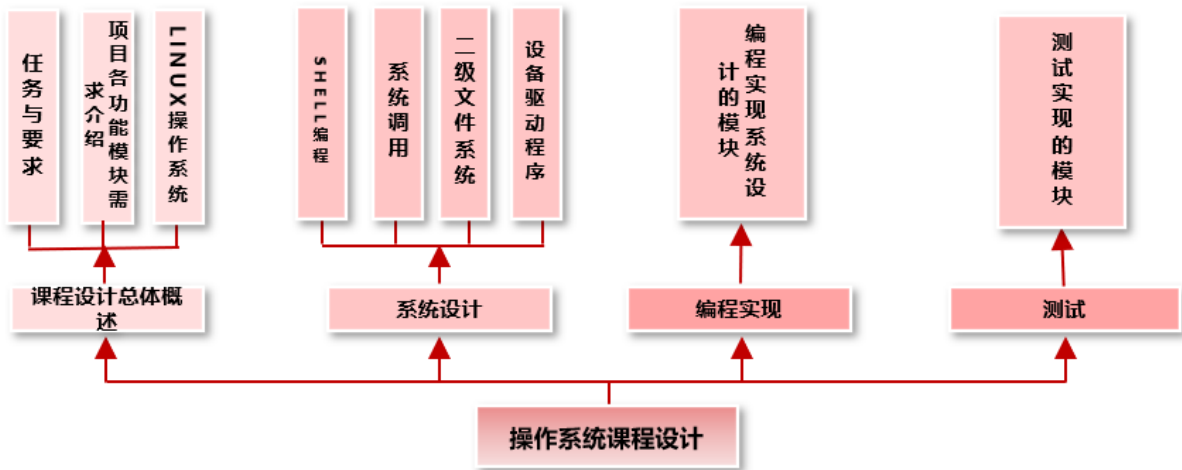 任务与要求
项目各功能模块需
求介绍
LINUX操作系统
SHELL编程
系统调用
二级文件系统
设备驱动程序
编程实现系统设
计的模块
测试实现的模块
课程设计总体概
述
系统设计
编程实现
测试
操作系统课程设计